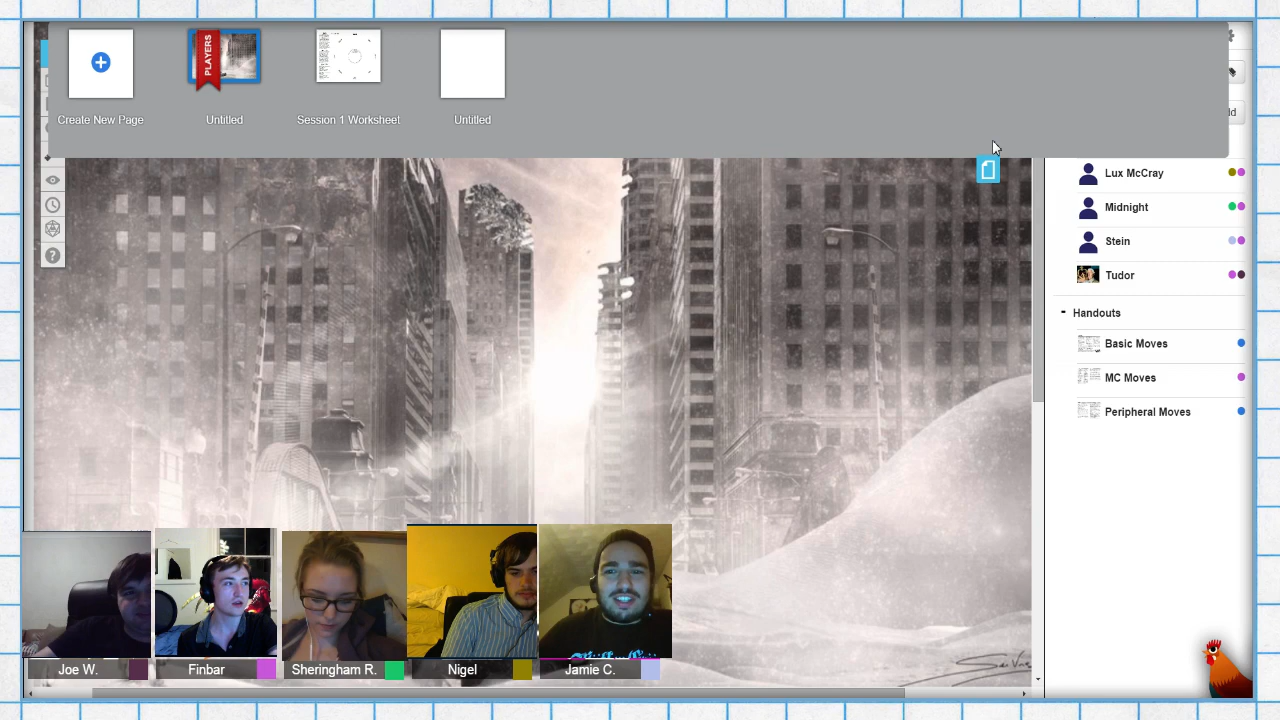 PLAYERS
Create New Page
Untitled
Session 1 Worksheet
Untitled
dd
Lux McCray
Midnight
Stein
Tudor
Handouts
Basic Moves
MC Moves
Peripheral Moves
Joe W.
Finbar
Sheringham R.
Nigel
Jamie C.